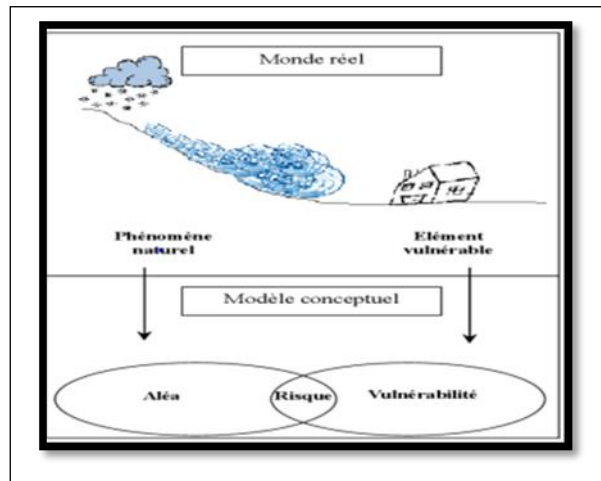 Monde réel
Phénomène
naturel
Elément
vulnérable
Modèle conceptuel
Aléa
Risque
Vulnérabilité